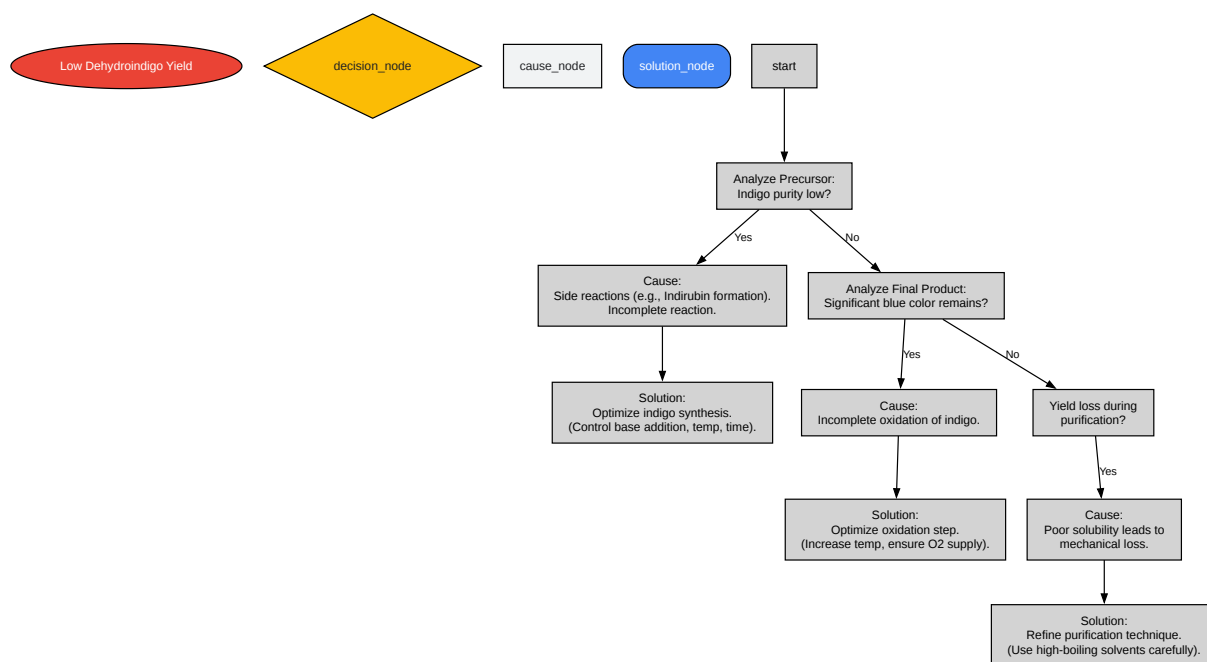 Low Dehydroindigo Yield
decision_node
cause_node
solution_node
start
Analyze Precursor:
Indigo purity low?
Yes
No
Cause:
Side reactions (e.g., Indirubin formation).
Incomplete reaction.
Analyze Final Product:
Significant blue color remains?
Yes
No
Solution:
Optimize indigo synthesis.
(Control base addition, temp, time).
Cause:
Incomplete oxidation of indigo.
Yield loss during
purification?
Yes
Solution:
Optimize oxidation step.
(Increase temp, ensure O2 supply).
Cause:
Poor solubility leads to
mechanical loss.
Solution:
Refine purification technique.
(Use high-boiling solvents carefully).